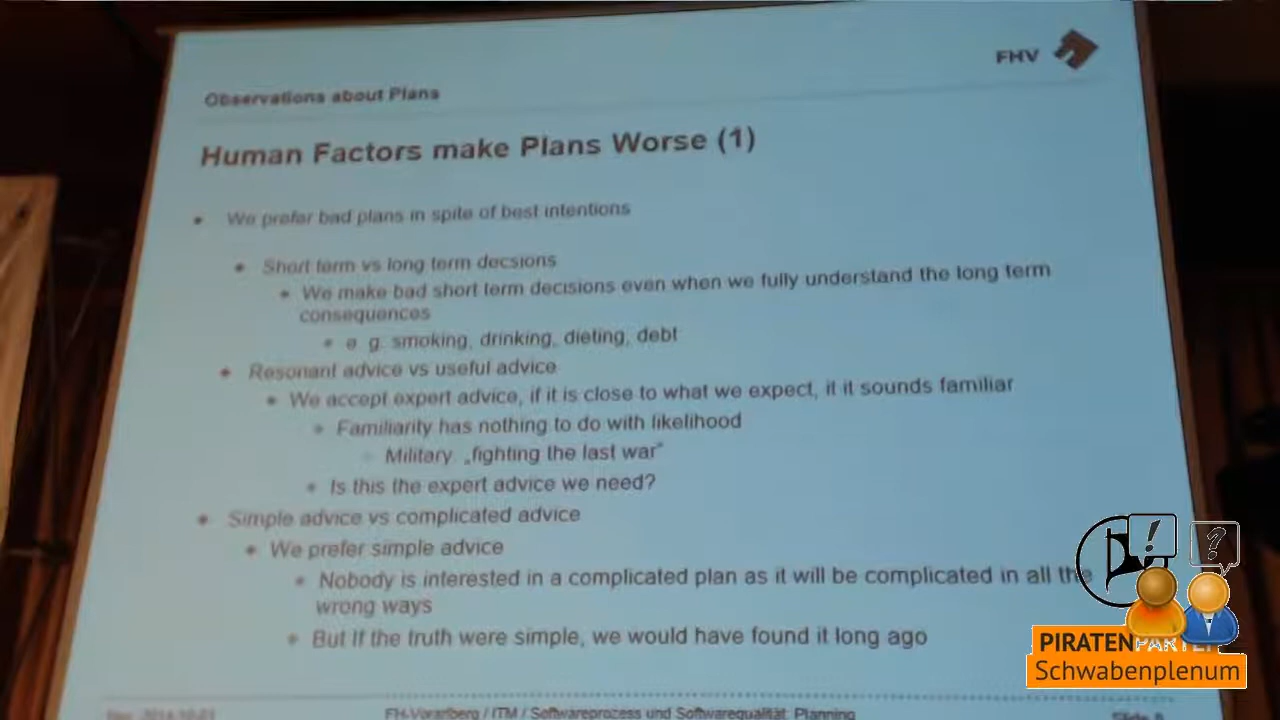 FHV
Observations about Plans
Human Factors make Plans Worse (1)
We prefer bad plans in spite of best intentions
Short term vs long term decsions
We make bad short term decisions even when we fully understand the long term
consequences
e g. smoking, drinking, dieting, debt
Resonant advice vs useful advice
We accept expert advice, if it is close to what we expect, it it sounds familiar
Familiarity has nothing to do with likelihood
Military „fighting the last war"
Is this the expert advice we need?
Simple advice vs complicated advice
We prefer simple advice
Nobody is interested in a complicated plan as it will be complicated in all the
wrong ways
But If the truth were simple, we would have found it long ago
! ?
PIRATENPARTEI
Schwabenplenum
FH-Vorarlberg / ITM / Softwareprocess und Softwarequalität: Planning